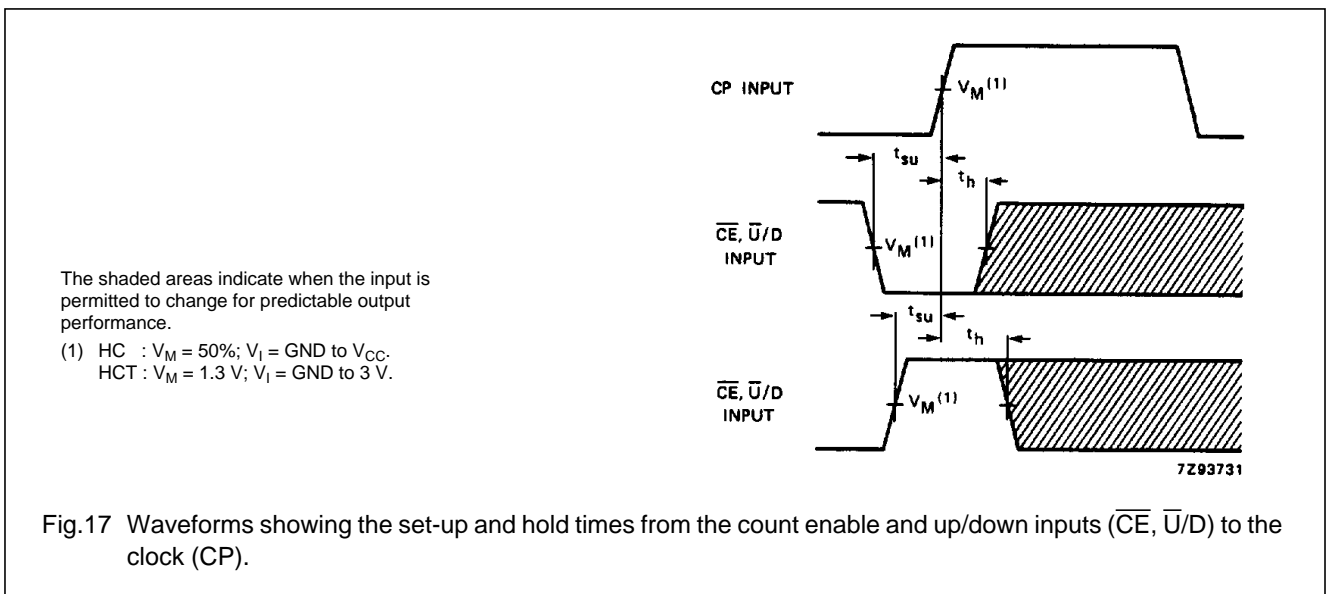 CP INPUT
V_M (1)
t_su
t_h
C̅E̅, U̅/D
INPUT
V_M (1)
The shaded areas indicate when the input is
permitted to change for predictable output
performance.
(1) HC : V_M = 50%; V_I = GND to V_CC.
HCT : V_M = 1.3 V; V_I = GND to 3 V.
t_su
t_h
C̅E̅, U̅/D
INPUT
V_M (1)
7Z93731
Fig.17 Waveforms showing the set-up and hold times from the count enable and up/down inputs (C̅E̅, U̅/D) to the
clock (CP).